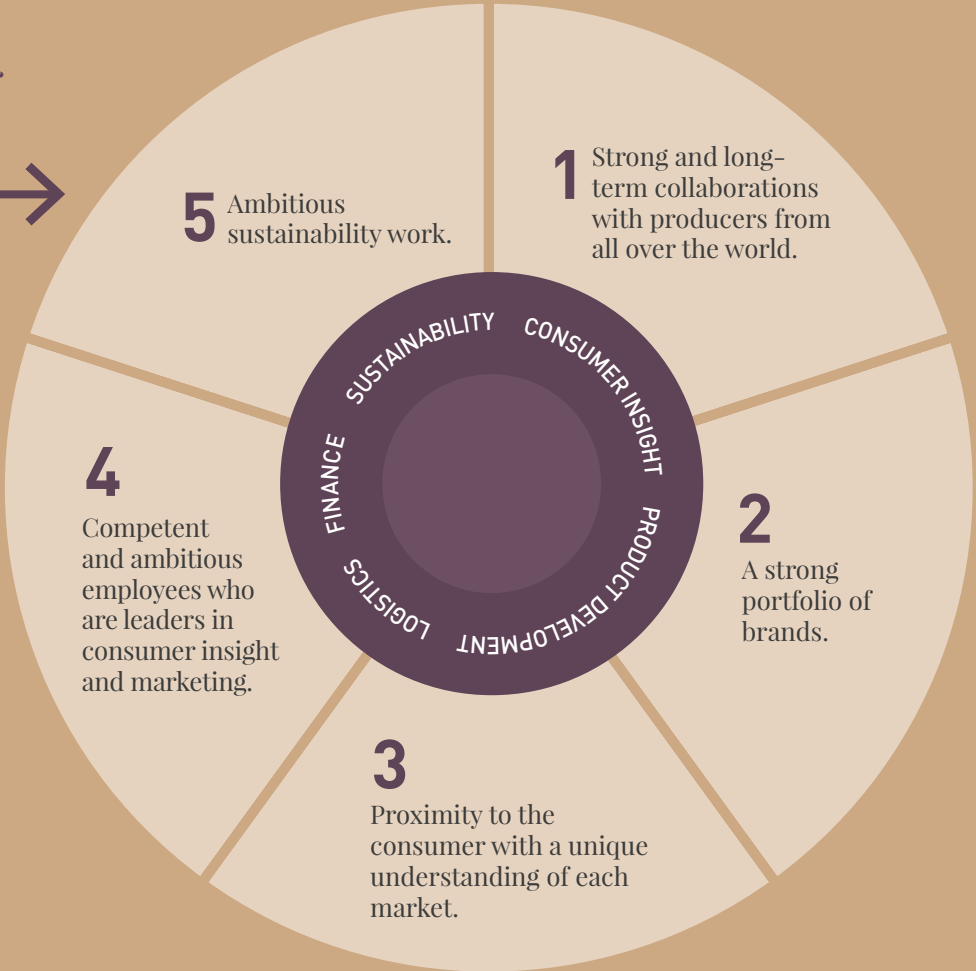 1
Strong and long-
term collaborations
with producers from
all over the world.
2
A strong
portfolio of
brands.
3
Proximity to the
consumer with a unique
understanding of each
market.
4
Competent
and ambitious
employees who
are leaders in
consumer insight
and marketing.
5
Ambitious
sustainability work.
CONSUMER INSIGHT
PRODUCT DEVELOPMENT
LOGISTICS
FINANCE
SUSTAINABILITY